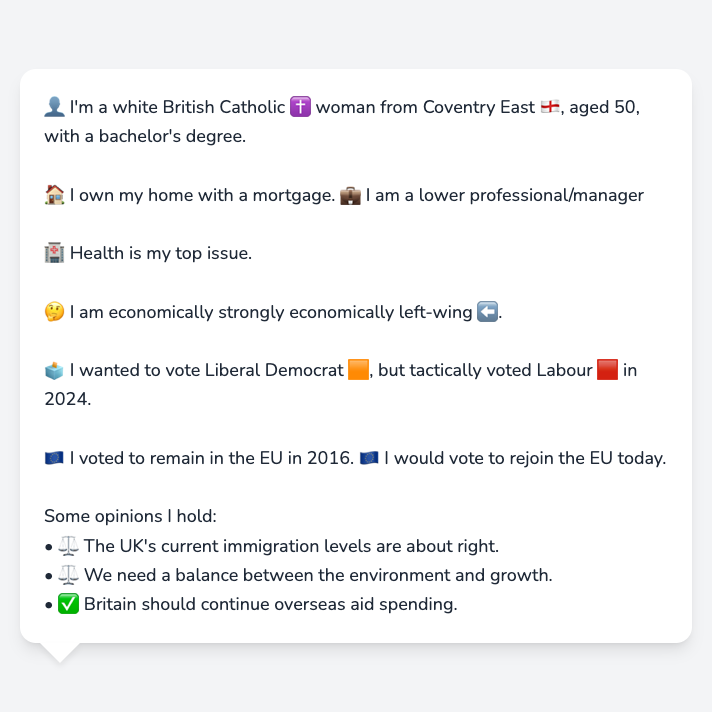 👤 I'm a white British Catholic ✝️ woman from Coventry East 🏴󠁧󠁢󠁥󠁮󠁧󠁿, aged 50,
with a bachelor's degree.
🏠 I own my home with a mortgage. 💼 I am a lower professional/manager
🏥 Health is my top issue.
🤔 I am economically strongly economically left-wing ⬅️.
🗳️ I wanted to vote Liberal Democrat 🟧, but tactically voted Labour 🟥 in
2024.
🇪🇺 I voted to remain in the EU in 2016. 🇪🇺 I would vote to rejoin the EU today.
Some opinions I hold:
• ⚖️ The UK's current immigration levels are about right.
• ⚖️ We need a balance between the environment and growth.
• ✅ Britain should continue overseas aid spending.